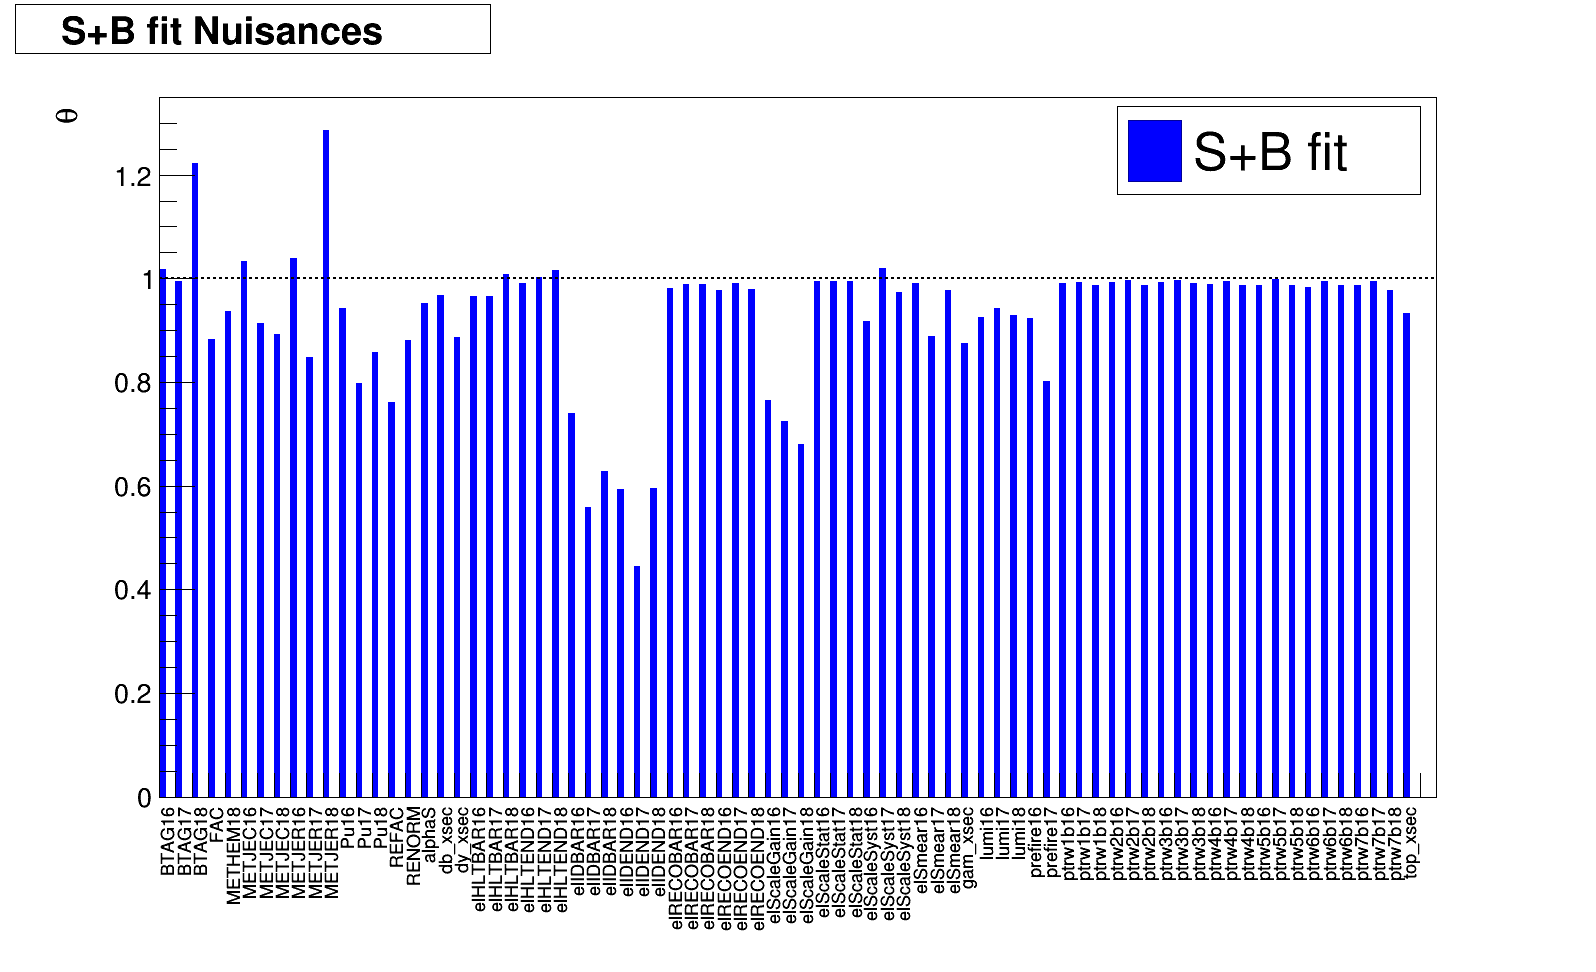 S+B fit Nuisances
θ
S+B fit
1.2
1
0.8
0.6
0.4
0.2
0
BTAG16
BTAG17
BTAG18
FAC
METHEM18
METJEC16
METJEC17
METJEC18
METJER16
METJER17
METJER18
Pu16
Pu17
Pu18
REFAC
RENORM
alphaS
db_xsec
dy_xsec
elHLTBAR16
elHLTBAR17
elHLTBAR18
elHLTEND16
elHLTEND17
elHLTEND18
elIDBAR16
elIDBAR17
elIDBAR18
elIDEND16
elIDEND17
elIDEND18
elRECOBAR16
elRECOBAR17
elRECOBAR18
elRECOEND16
elRECOEND17
elRECOEND18
elScaleGain16
elScaleGain17
elScaleGain18
elScaleStat16
elScaleStat17
elScaleStat18
elScaleSyst16
elScaleSyst17
elScaleSyst18
elSmear16
elSmear17
elSmear18
gam_xsec
lumi16
lumi17
lumi18
prefire16
prefire17
ptrw1b16
ptrw1b17
ptrw1b18
ptrw2b16
ptrw2b17
ptrw2b18
ptrw3b16
ptrw3b17
ptrw3b18
ptrw4b16
ptrw4b17
ptrw4b18
ptrw5b16
ptrw5b17
ptrw5b18
ptrw6b16
ptrw6b17
ptrw6b18
ptrw7b16
ptrw7b17
ptrw7b18
top_xsec